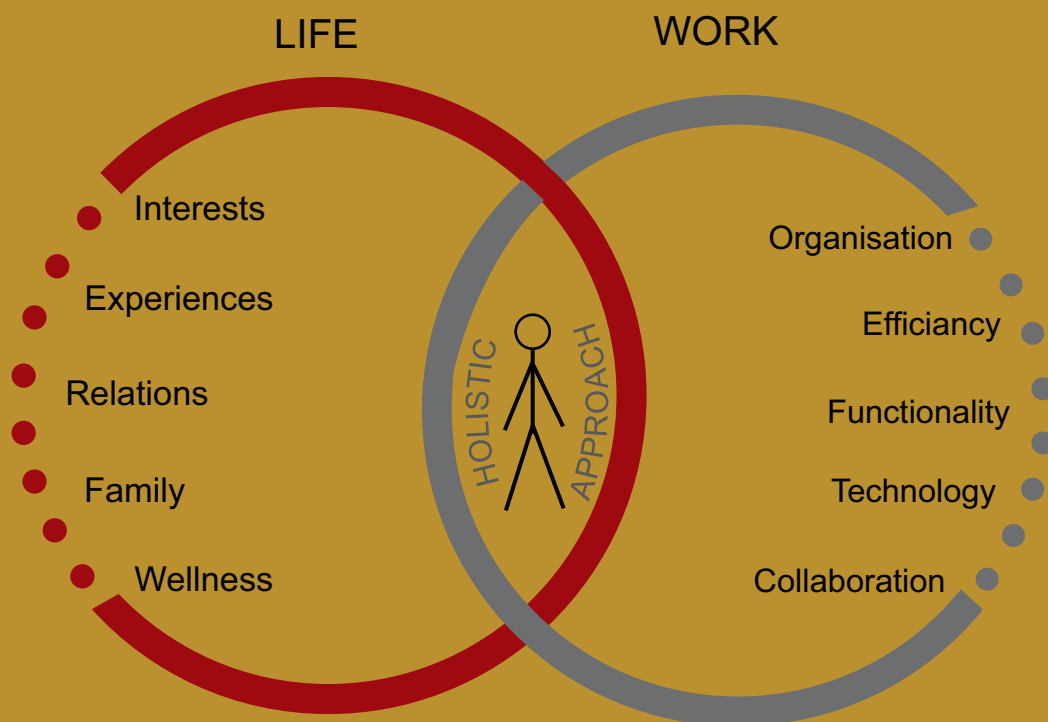 LIFE
WORK
Interests
Experiences
Relations
Family
Wellness
HOLISTIC
APPROACH
Organisation
Efficiancy
Functionality
Technology
Collaboration